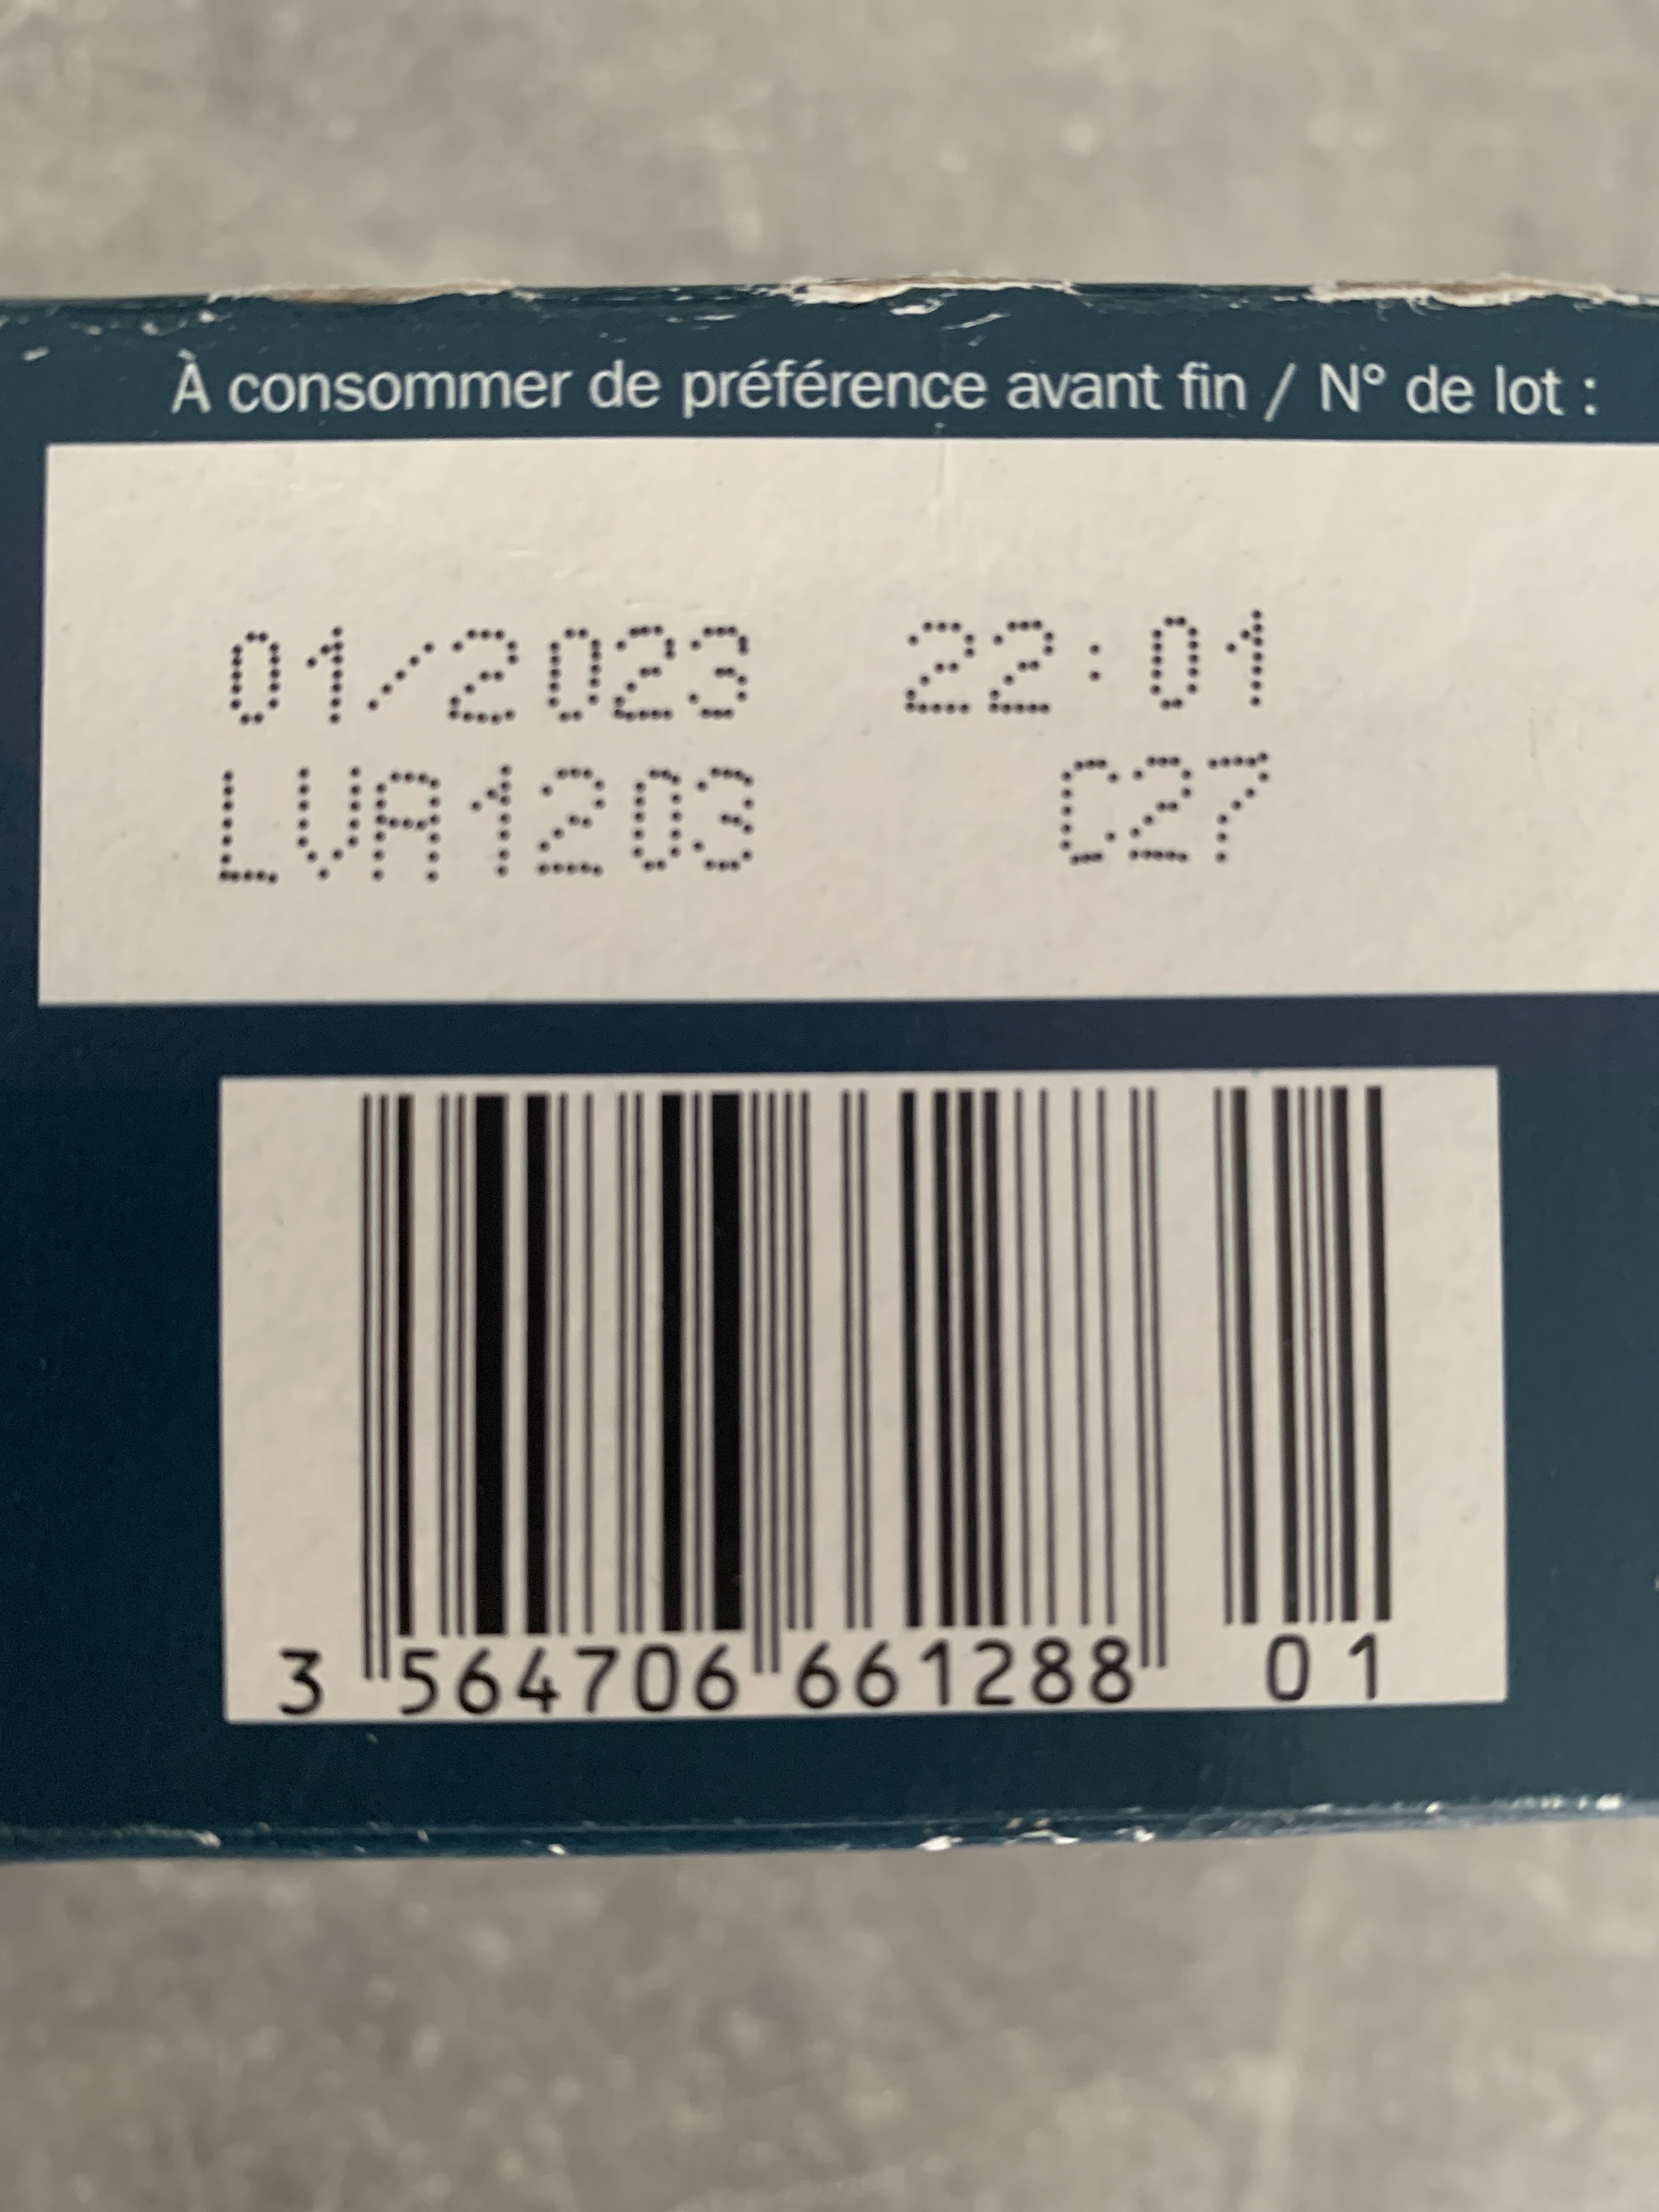 À consommer de préférence avant fin / N° de lot :
01/2023 22:01
LVA1203 C27
3 564706 661288 01